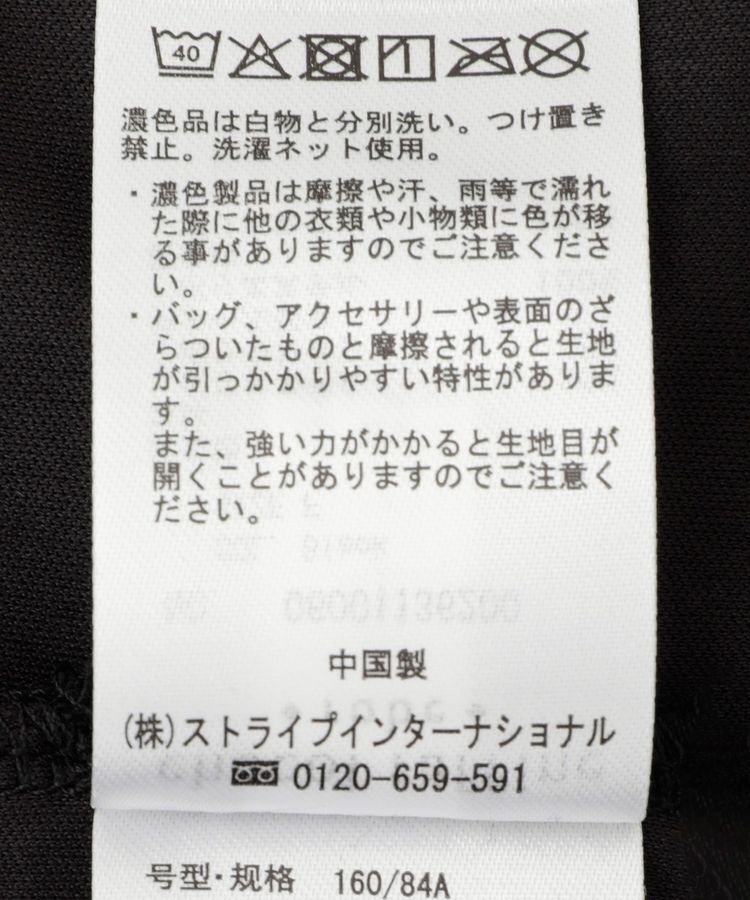 40
濃色品は白物と分別洗い。つけ置き
禁止。洗濯ネット使用。
・濃色製品は摩擦や汗、雨等で濡れ
た際に他の衣類や小物類に色が移
る事がありますのでご注意くださ
い。
・バッグ、アクセサリーや表面のざ
らついたものと摩擦されると生地
が引っかかりやすい特性がありま
す。
また、強い力がかかると生地目が
開くことがありますのでご注意く
ださい。
中国製
(株)ストライプインターナショナル
0120-659-591
号型·规格 160/84A